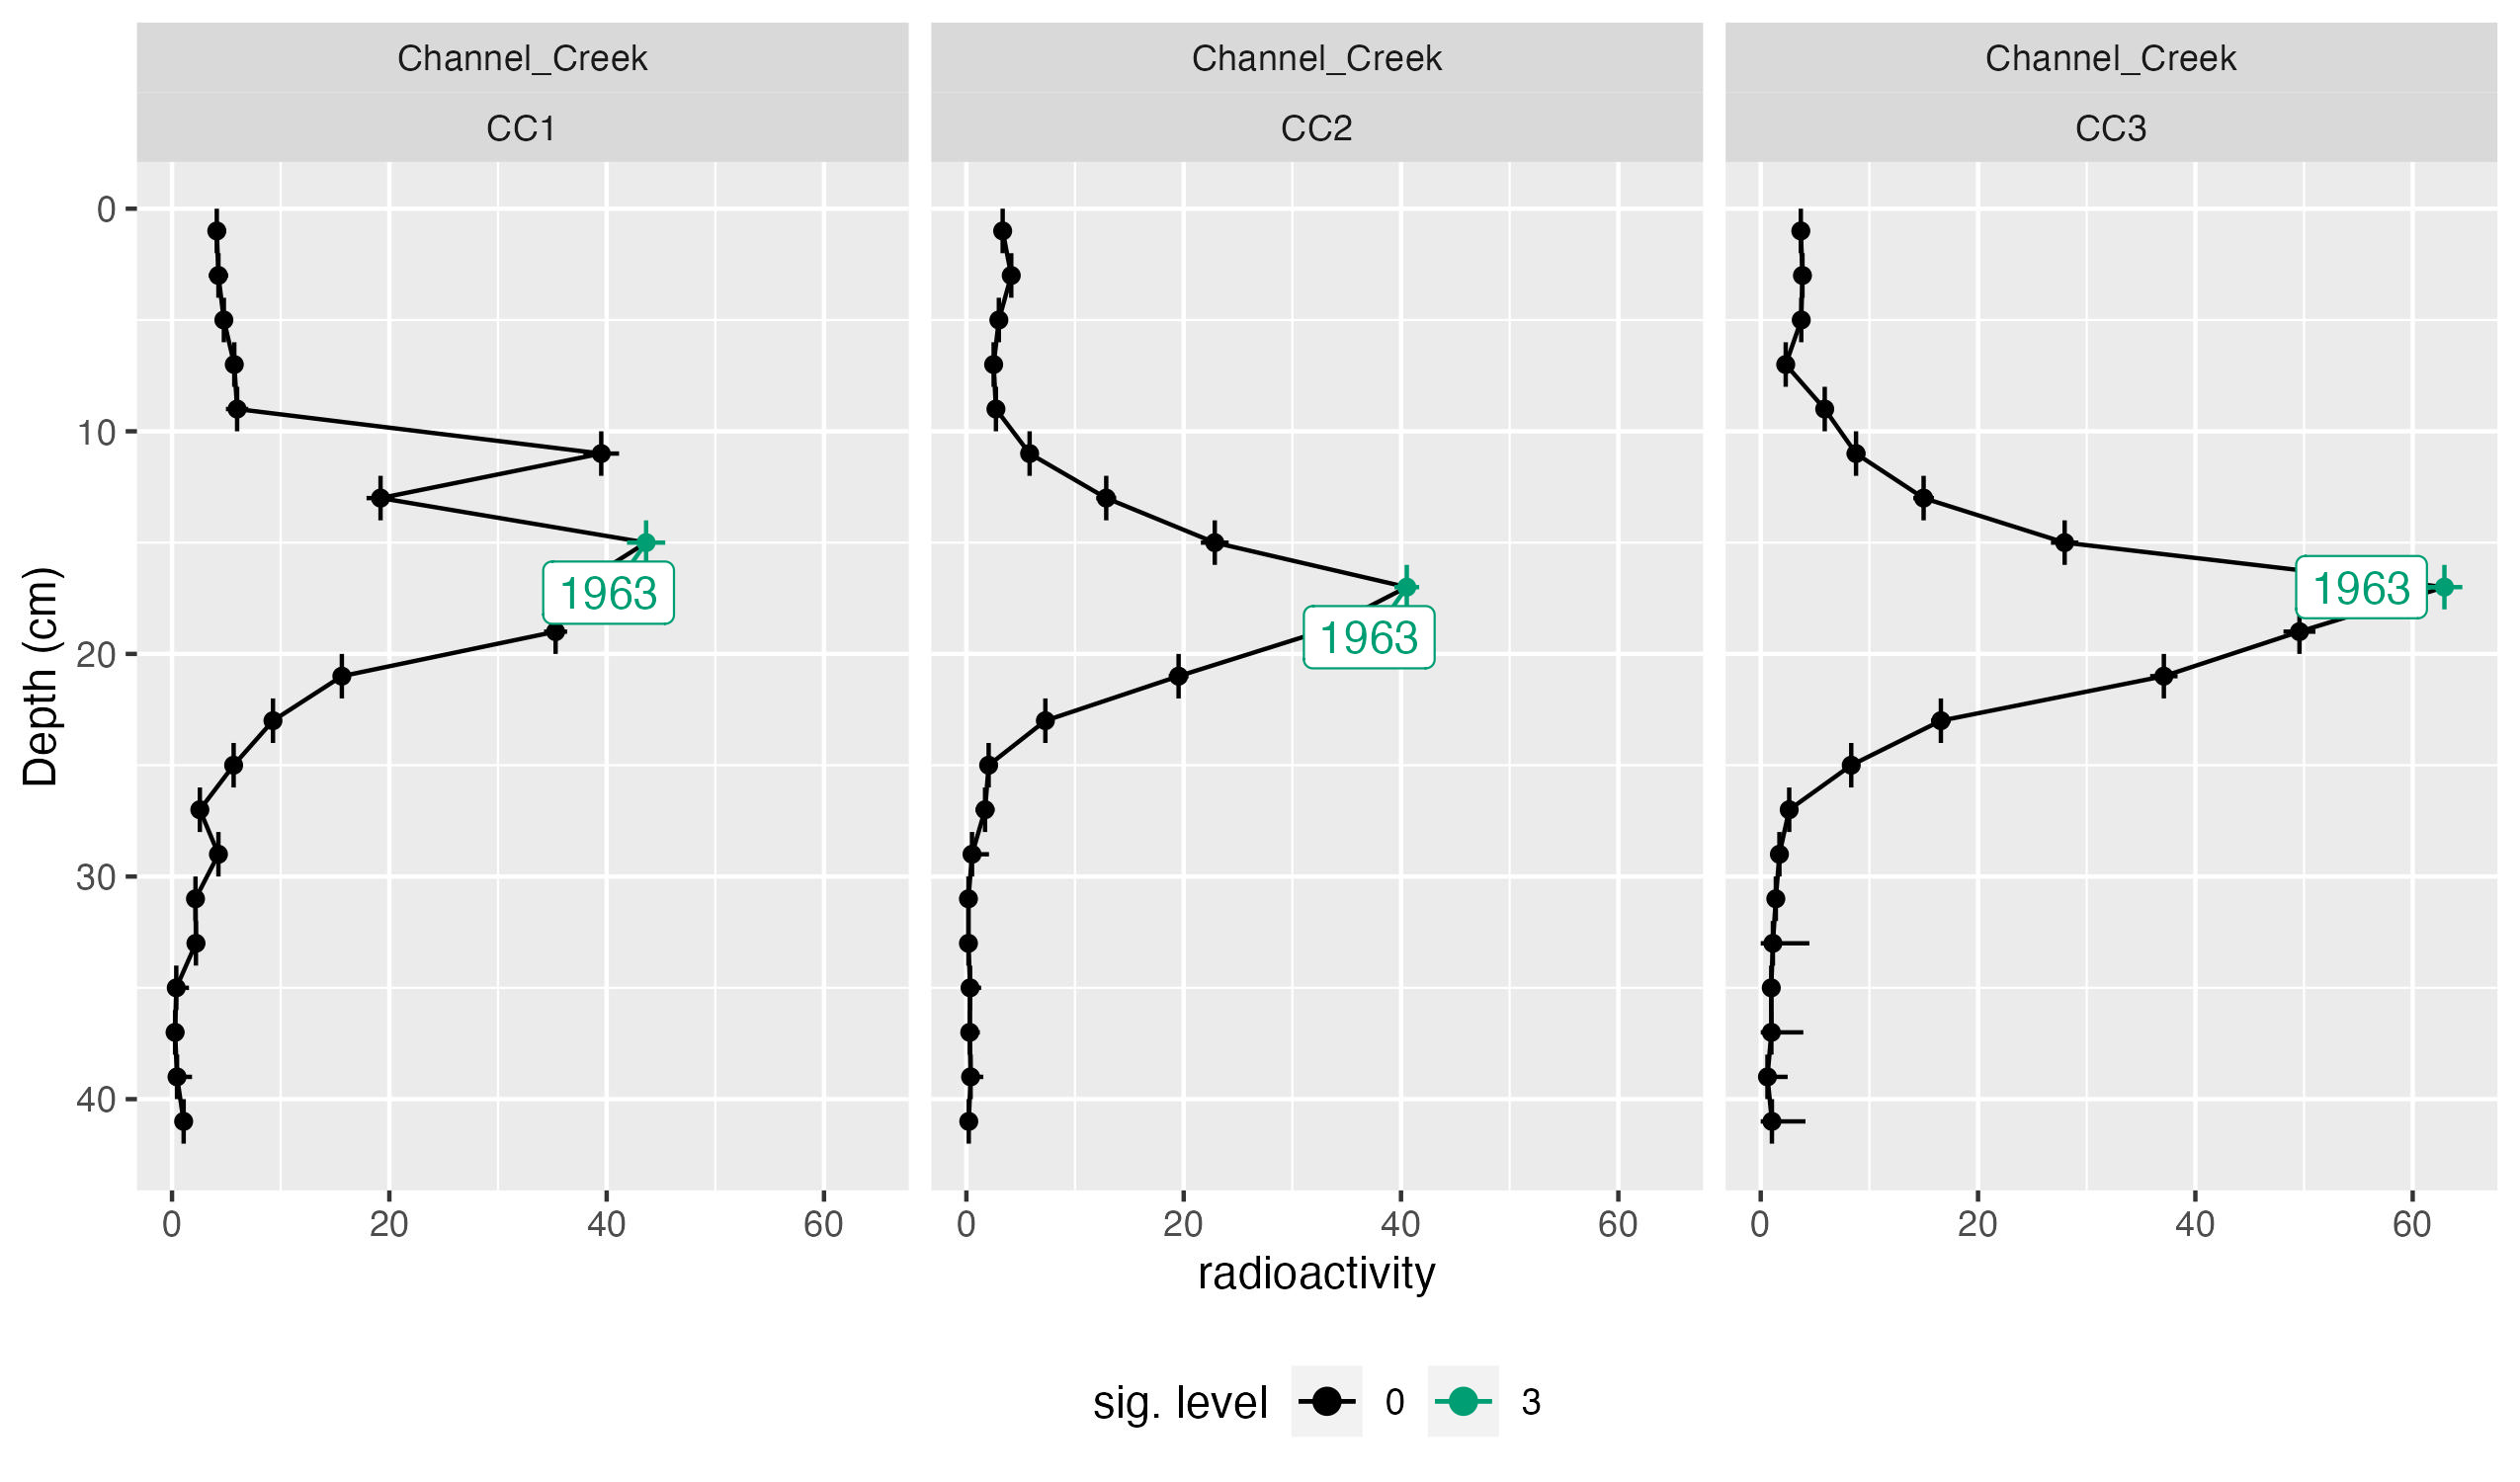 Channel_Creek Channel_Creek Channel_Creek
CC1 CC2 CC3
0
10
20
30
40
Depth (cm)
1963
1963
1963
0 20 40 60 0 20 40 60 0 20 40 60
radioactivity
sig. level 0 3